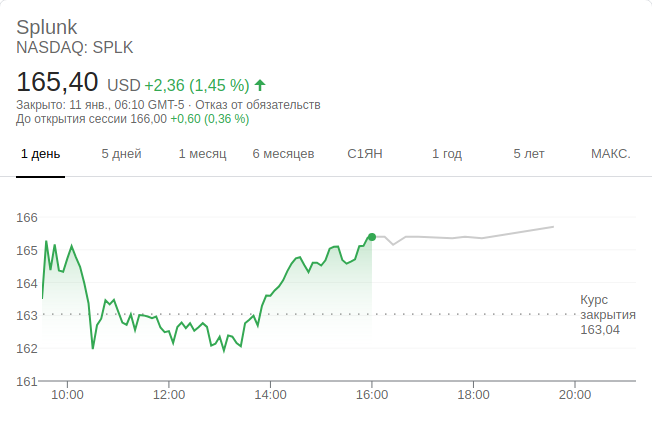 Splunk
NASDAQ: SPLK
165,40 USD +2,36 (1,45 %)
Закрыто: 11 янв., 06:10 GMT-5 · Отказ от обязательств
До открытия сессии 166,00 +0,60 (0,36 %)
1 день 5 дней 1 месяц 6 месяцев С1ЯН 1 год 5 лет МАКС.
166
165
164
163
162
161
Курс
закрытия
163,04
10:00 12:00 14:00 16:00 18:00 20:00